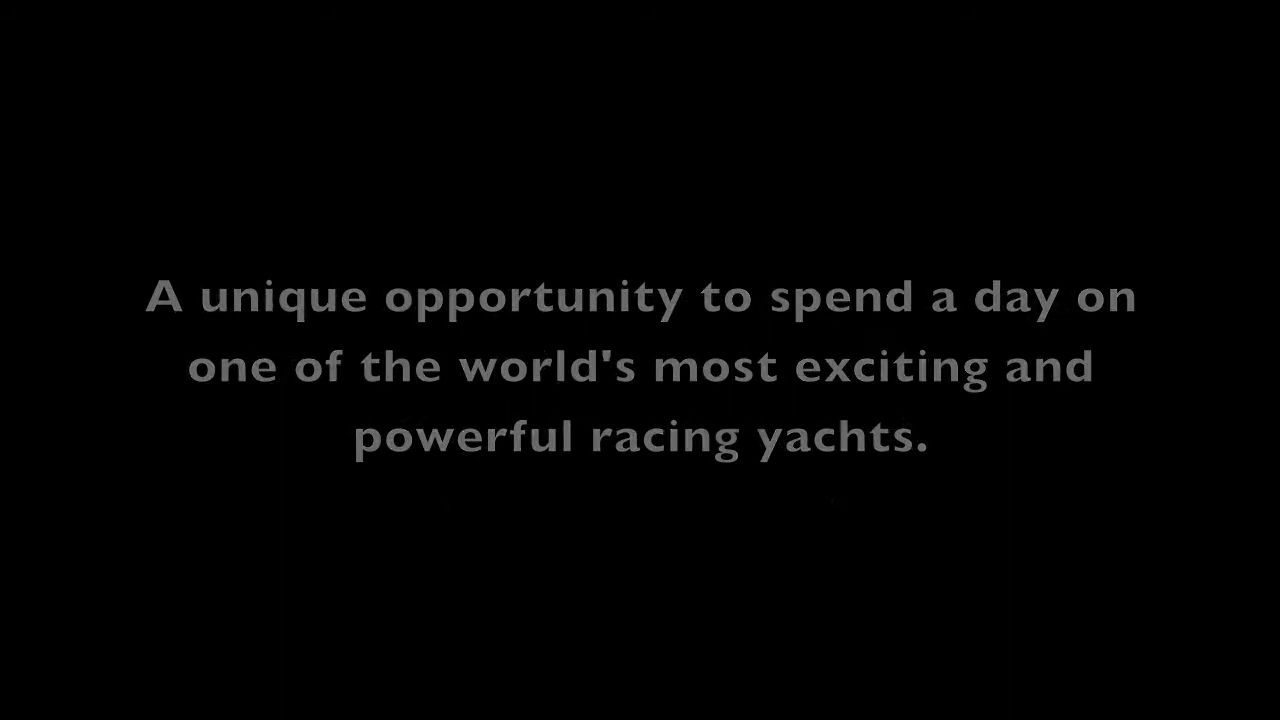 A unique opportunity to spend a day on
one of the world's most exciting and
powerful racing yachts.